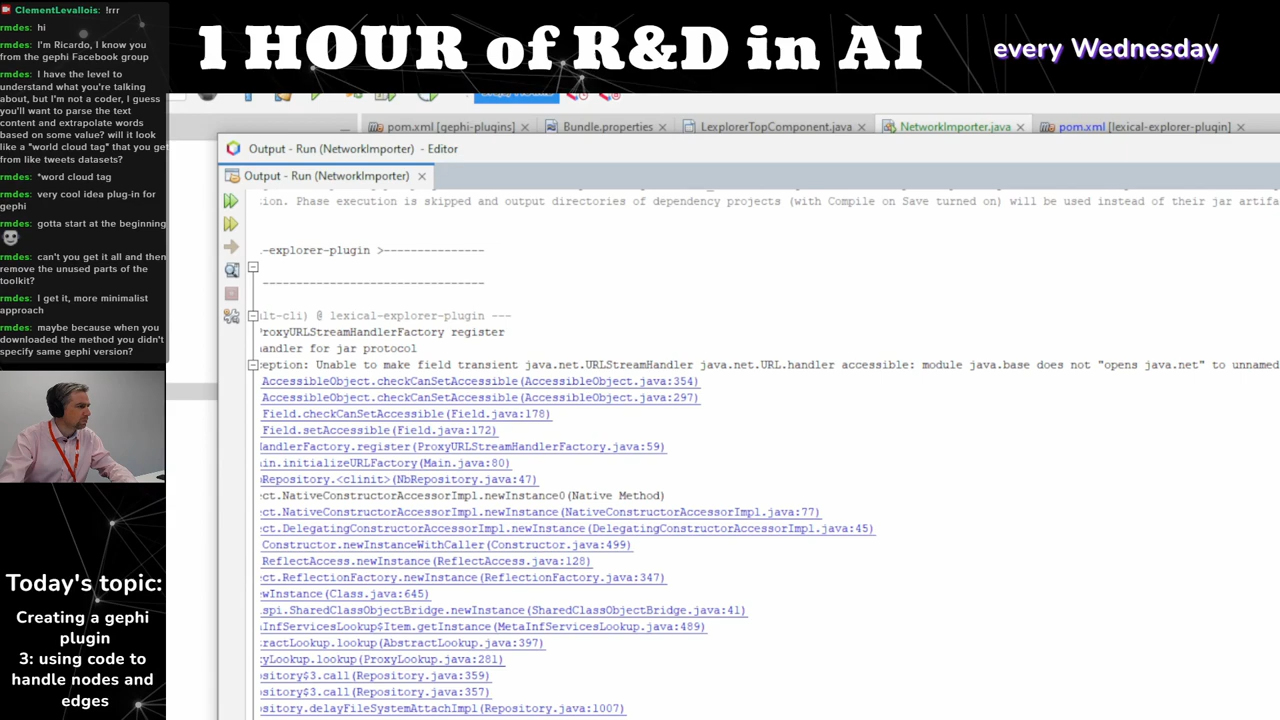 ClementLevallois: !rrr
rmdes: hi
rmdes: I'm Ricardo, I know you
from the gephi Facebook group
rmdes: I have the level to
understand what you're talking
about, but I'm not a coder, I guess
you'll want to parse the text
content and extrapolate words
based on some value? will it look
like a "world cloud tag" that you get
from like tweets datasets?
rmdes: *word cloud tag
rmdes: very cool idea plug-in for
gephi
rmdes: gotta start at the beginning
rmdes: can't you get it all and then
remove the unused parts of the
toolkit?
rmdes: I get it, more minimalist
approach
rmdes: maybe because when you
downloaded the method you didn't
specify same gephi version?
Today's topic:
Creating a gephi
plugin
3: using code to
handle nodes and
edges
1 HOUR of R&D in AI
every Wednesday
pom.xml [gephi-plugins]
Bundle.properties
LexplorerTopComponent.java
NetworkImporter.java
pom.xml [lexical-explorer-plugin]
Output - Run (NetworkImporter) - Editor
Output - Run (NetworkImporter)
ion. Phase execution is skipped and output directories of dependency projects (with Compile on Save turned on) will be used instead of their jar artifa
-explorer-plugin >---------------
---------------------------------
lt-cli) @ lexical-explorer-plugin ---
ProxyURLStreamHandlerFactory register
andler for jar protocol
ception: Unable to make field transient java.net.URLStreamHandler java.net.URL.handler accessible: module java.base does not "opens java.net" to unnamed
AccessibleObject.checkCanSetAccessible(AccessibleObject.java:354)
AccessibleObject.checkCanSetAccessible(AccessibleObject.java:297)
Field.checkCanSetAccessible(Field.java:178)
Field.setAccessible(Field.java:172)
HandlerFactory.register(ProxyURLStreamHandlerFactory.java:59)
in.initializeURLFactory(Main.java:80)
Repository.<clinit>(NbRepository.java:47)
ct.NativeConstructorAccessorImpl.newInstance0(Native Method)
ct.NativeConstructorAccessorImpl.newInstance(NativeConstructorAccessorImpl.java:77)
ct.DelegatingConstructorAccessorImpl.newInstance(DelegatingConstructorAccessorImpl.java:45)
Constructor.newInstanceWithCaller(Constructor.java:499)
ReflectAccess.newInstance(ReflectAccess.java:128)
ct.ReflectionFactory.newInstance(ReflectionFactory.java:347)
ewInstance(Class.java:645)
spi.SharedClassObjectBridge.newInstance(SharedClassObjectBridge.java:41)
aInfServicesLookup$Item.getInstance(MetaInfServicesLookup.java:489)
ractLookup.lookup(AbstractLookup.java:397)
yLookup.lookup(ProxyLookup.java:281)
sitory$3.call(Repository.java:359)
sitory$3.call(Repository.java:357)
sitory.delayFileSystemAttachImpl(Repository.java:1007)